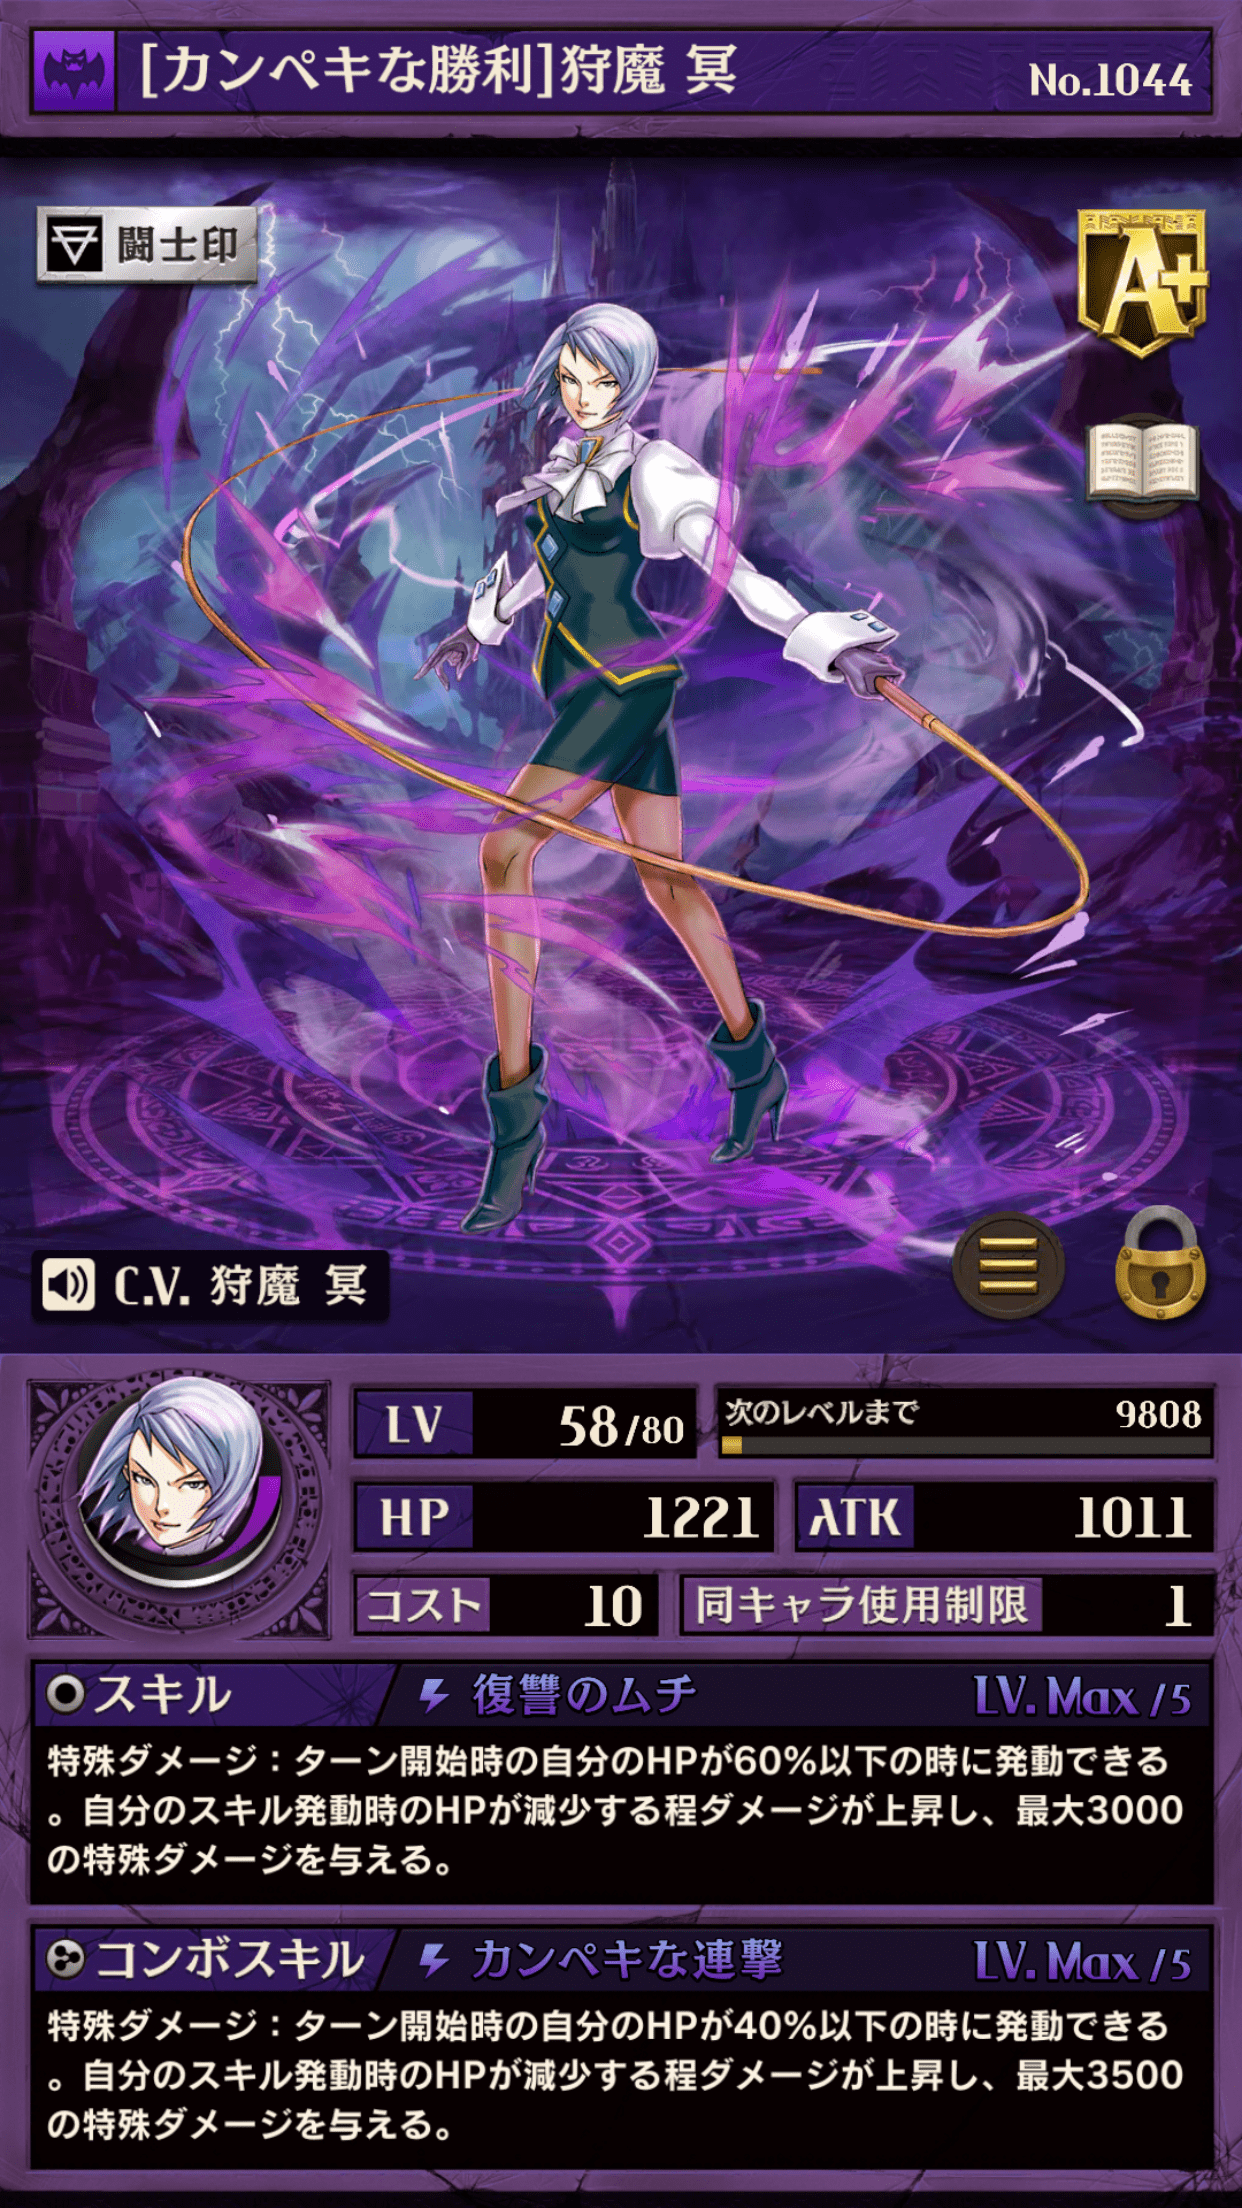 [カンペキな勝利]狩魔 冥
No.1044
闘士印
A+
C.V. 狩魔 冥
LV 58/80
次のレベルまで 9808
HP 1221
ATK 1011
コスト 10
同キャラ使用制限 1
スキル 復讐のムチ LV.Max /5
特殊ダメージ：ターン開始時の自分のHPが60%以下の時に発動できる
。自分のスキル発動時のHPが減少する程ダメージが上昇し、最大3000
の特殊ダメージを与える。
コンボスキル カンペキな連撃 LV.Max /5
特殊ダメージ：ターン開始時の自分のHPが40%以下の時に発動できる
。自分のスキル発動時のHPが減少する程ダメージが上昇し、最大3500
の特殊ダメージを与える。